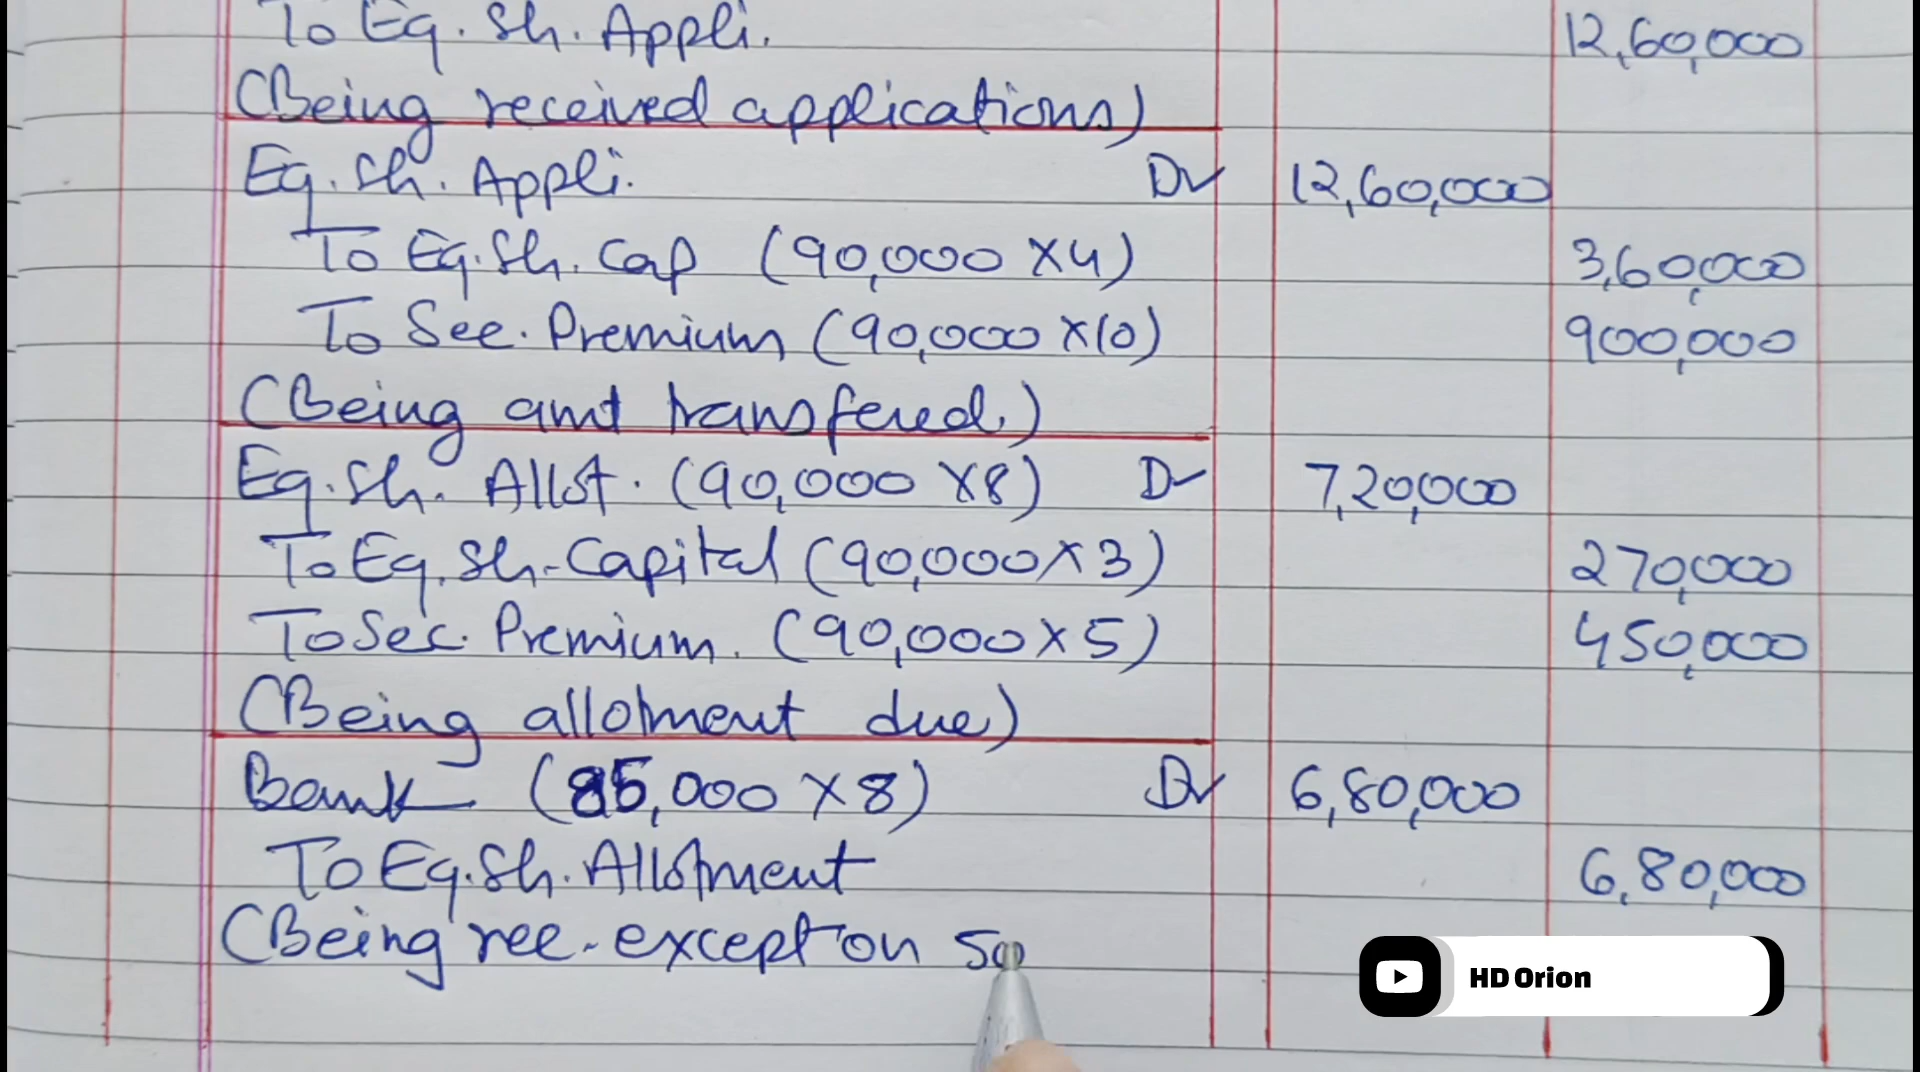 To Eq. Sh. Appli. 12,60,000
(Being received applications)
Eq. Sh. Appli. Dr 12,60,000
To Eq. Sh. Cap (90,000 x4) 3,60,000
To Sec. Premium (90,000 x10) 900,000
(Being amt transfered.)
Eq. Sh. Allot. (90,000 x8) Dr 7,20,000
To Eq. Sh. Capital (90,000 x 3) 270,000
To Sec. Premium. (90,000 x 5) 450,000
(Being allotment due)
Bank (85,000 x 8) Dr 6,80,000
To Eq. Sh. Allotment 6,80,000
(Being rec. except on 50
HD Orion